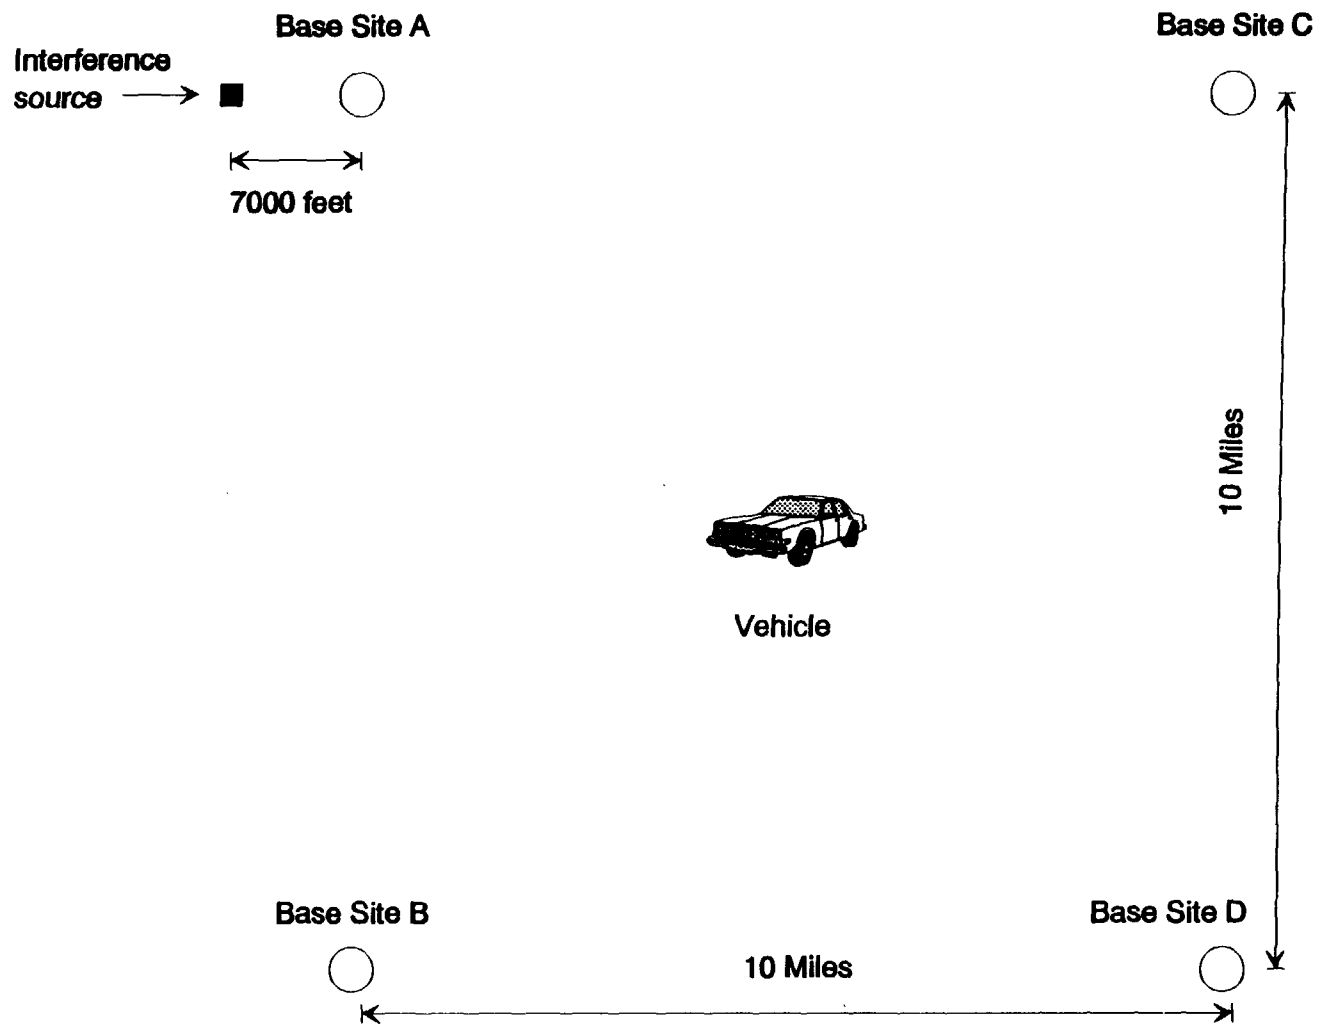 Base Site A
Base Site C
Interference
source
7000 feet
10 Miles
Vehicle
Base Site B
Base Site D
10 Miles